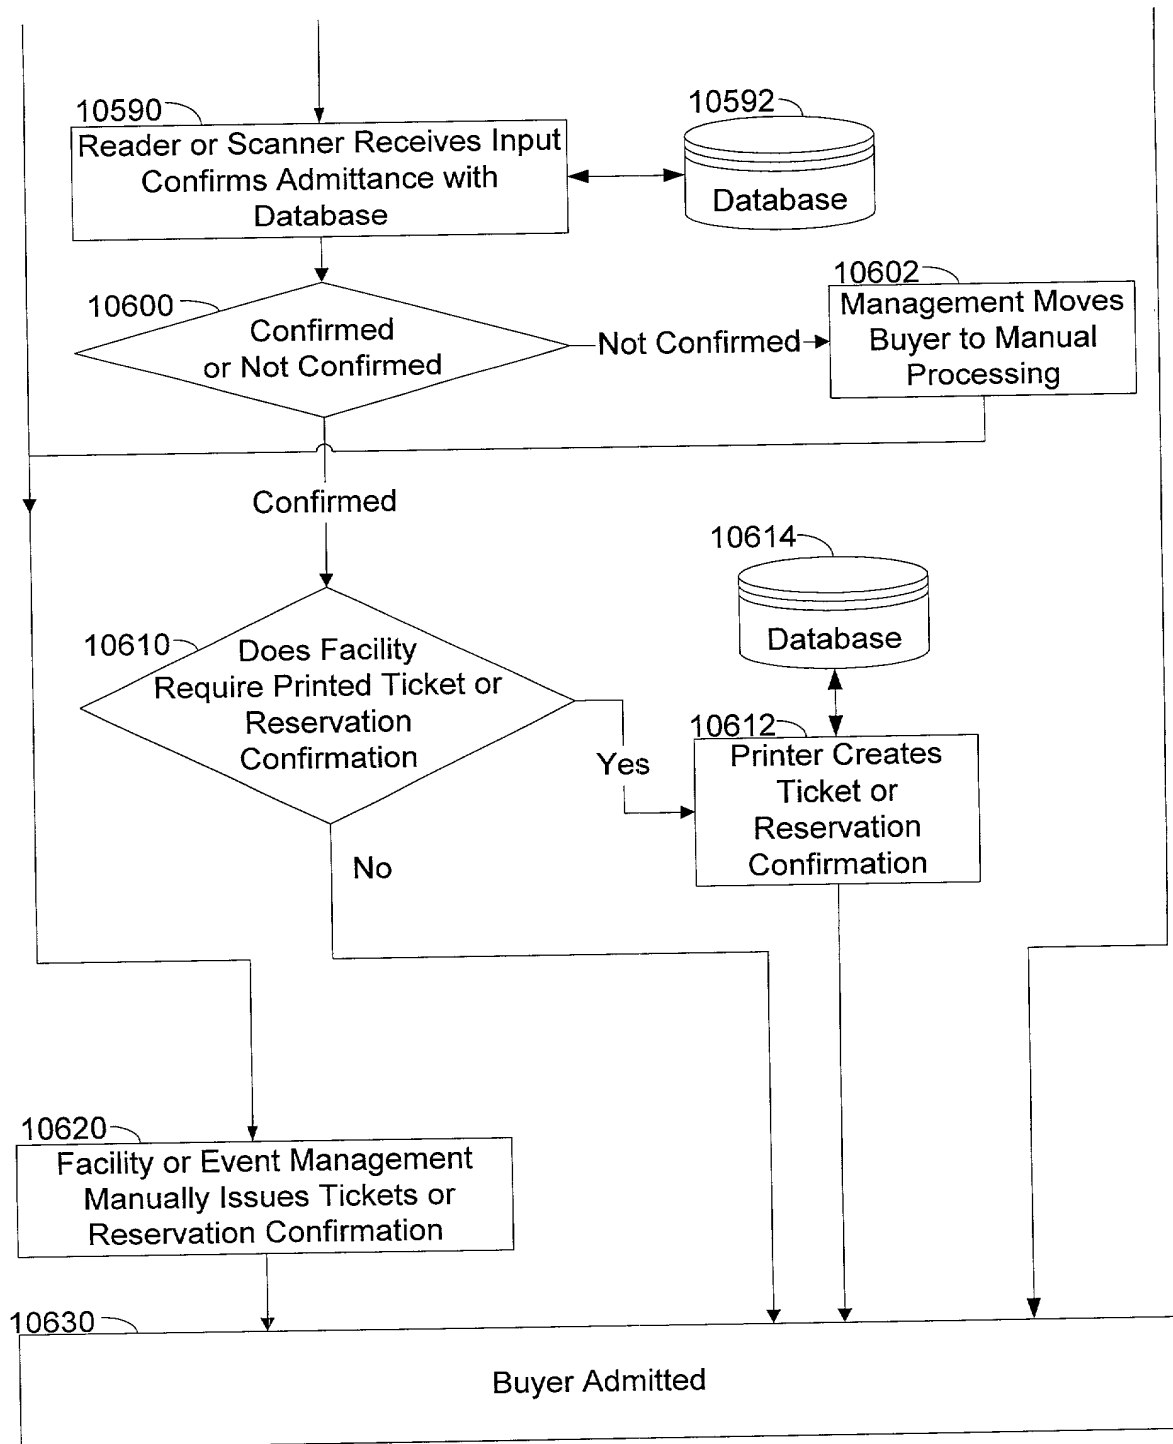 10590
Reader or Scanner Receives Input
Confirms Admittance with
Database
10592
Database
10600
Confirmed
or Not Confirmed
Not Confirmed
10602
Management Moves
Buyer to Manual
Processing
Confirmed
10610
Does Facility
Require Printed Ticket or
Reservation
Confirmation
Yes
No
10614
Database
10612
Printer Creates
Ticket or
Reservation
Confirmation
10620
Facility or Event Management
Manually Issues Tickets or
Reservation Confirmation
10630
Buyer Admitted